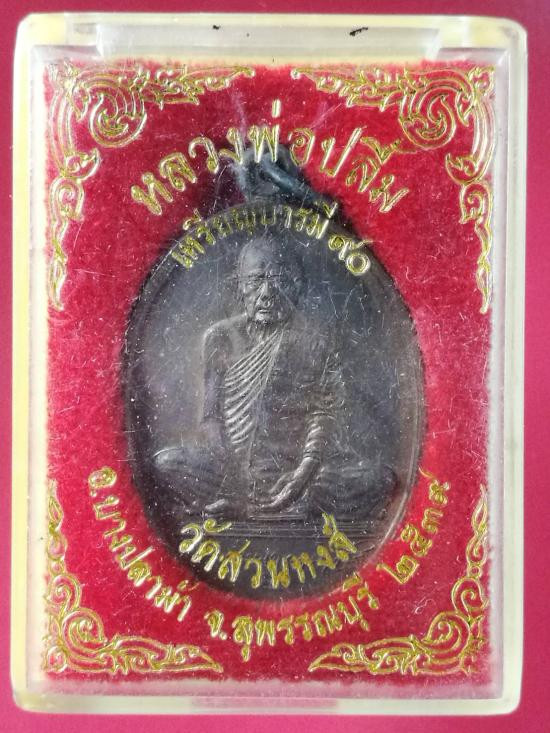 หลวงพ่อปลื้ม
เหรียญบารมี ๙๐
วัดสวนหงส์
อ.บางปลาม้า จ.สุพรรณบุรี ๒๕๓๙